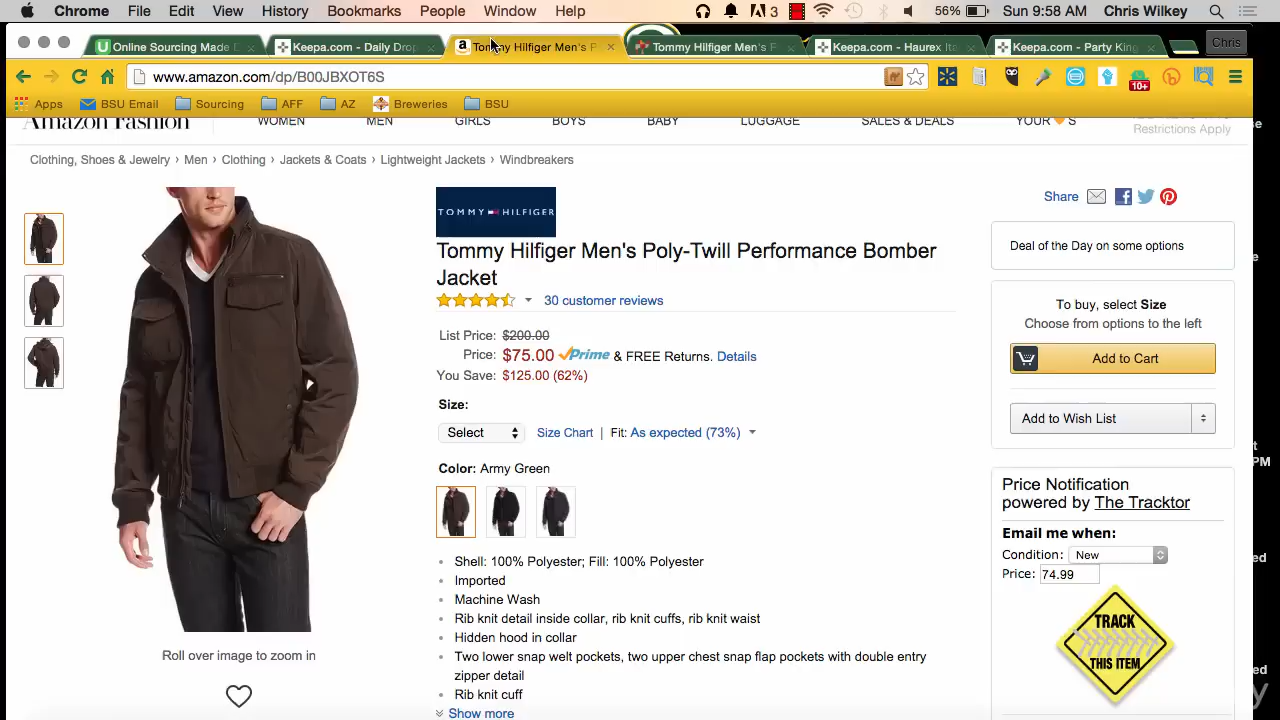 Chrome File Edit View History Bookmarks People Window Help 3 56% Sun 9:58 AM Chris Wilkey
Online Sourcing Made Keepa.com - Daily Drop Tommy Hilfiger Men's P Tommy Hilfiger Men's F Keepa.com - Haurex Ita Keepa.com - Party King Chris
www.amazon.com/dp/B00JBXOT6S 10+
Apps BSU Email Sourcing AFF AZ Breweries BSU
Amazon Fashion WOMEN MEN GIRLS BOYS BABY LUGGAGE SALES & DEALS YOUR 🧡'S
Restrictions Apply
Clothing, Shoes & Jewelry › Men › Clothing › Jackets & Coats › Lightweight Jackets › Windbreakers
Share
TOMMY HILFIGER
Tommy Hilfiger Men's Poly-Twill Performance Bomber
Jacket
30 customer reviews
List Price: $200.00
Price: $75.00 Prime & FREE Returns. Details
You Save: $125.00 (62%)
Size:
Select Size Chart | Fit: As expected (73%)
Color: Army Green
Shell: 100% Polyester; Fill: 100% Polyester
Imported
Machine Wash
Rib knit detail inside collar, rib knit cuffs, rib knit waist
Hidden hood in collar
Two lower snap welt pockets, two upper chest snap flap pockets with double entry
zipper detail
Rib knit cuff
Show more
Roll over image to zoom in
Deal of the Day on some options
To buy, select Size
Choose from options to the left
Add to Cart
Add to Wish List
Price Notification
powered by The Tracktor
Email me when:
Condition: New
Price: 74.99
TRACK
THIS ITEM